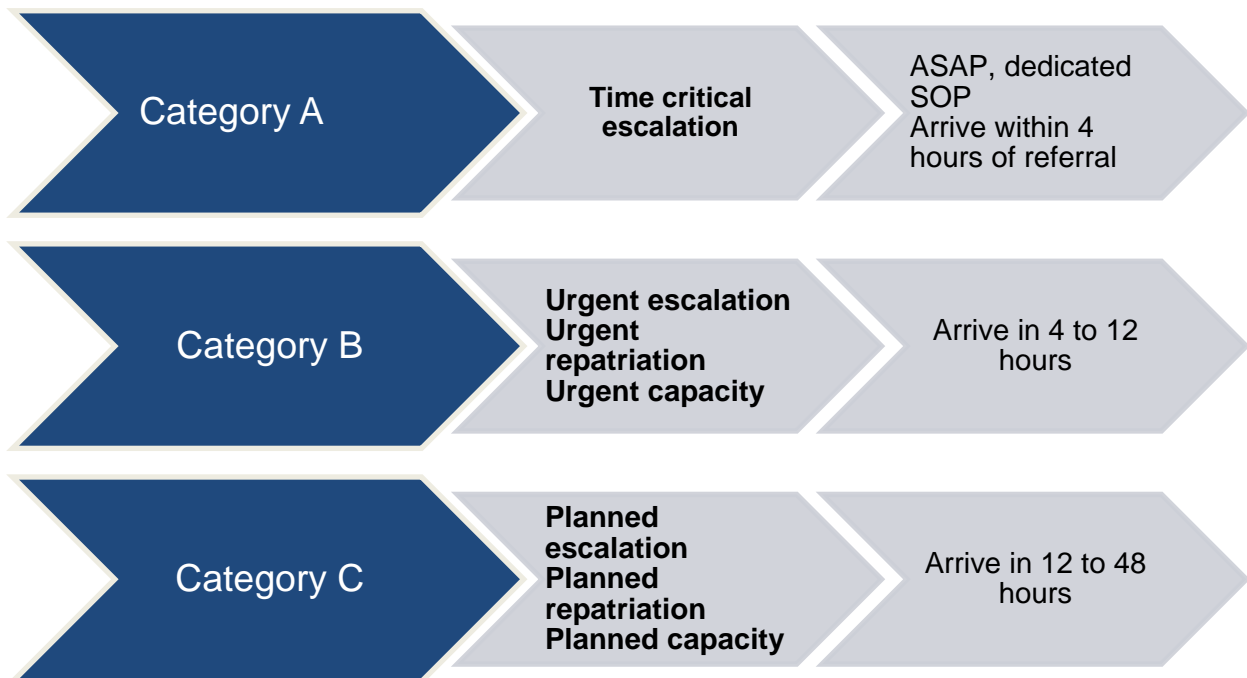 Category A
Time critical
escalation
ASAP, dedicated
SOP
Arrive within 4
hours of referral
Category B
Urgent escalation
Urgent
repatriation
Urgent capacity
Arrive in 4 to 12
hours
Category C
Planned
escalation
Planned
repatriation
Planned capacity
Arrive in 12 to 48
hours